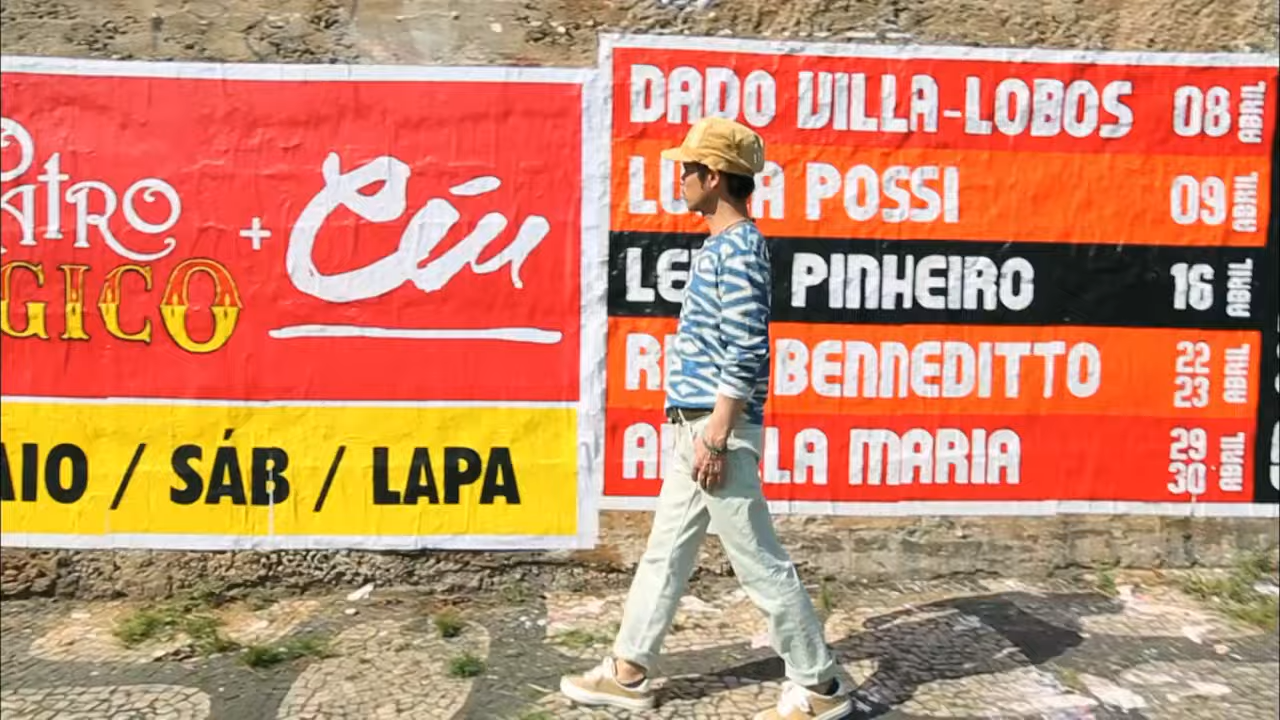 ATRO
GICO
+ Céu
AIO / SÁB / LAPA
DADO VILLA-LOBOS 08 ABRIL
POSSI 09 ABRIL
PINHEIRO 16 ABRIL
BENNEDITTO 22 23 ABRIL
MARIA 29 30 ABRIL